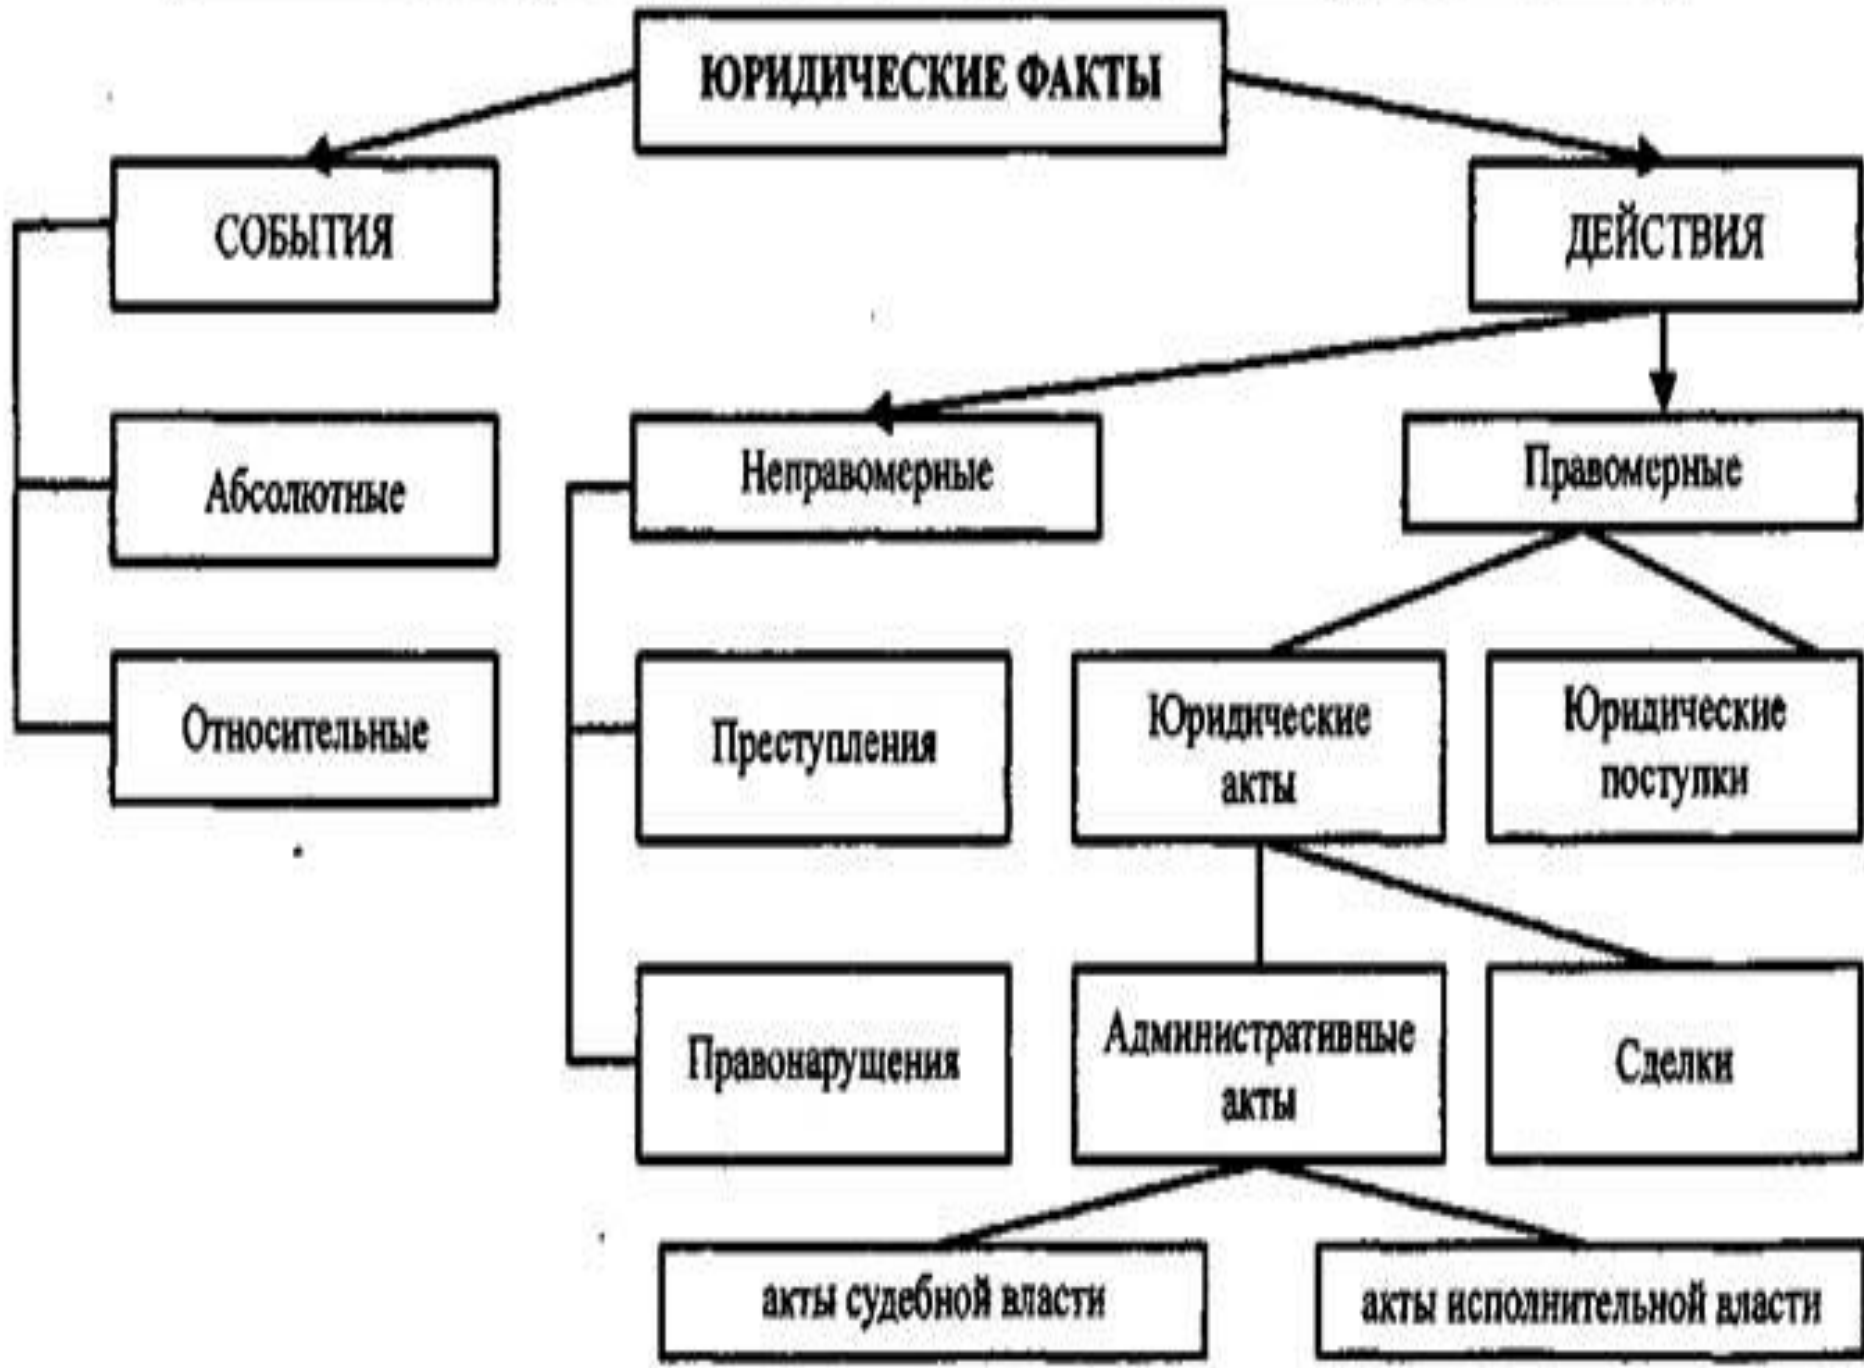 ЮРИДИЧЕСКИЕ ФАКТЫ
СОБЫТИЯ
ДЕЙСТВИЯ
Абсолютные
Неправомерные
Правомерные
Относительные
Преступления
Юридические
акты
Юридические
поступки
Правонарущения
Административные
акты
Сделки
акты судебной власти
акты исполнительной власти